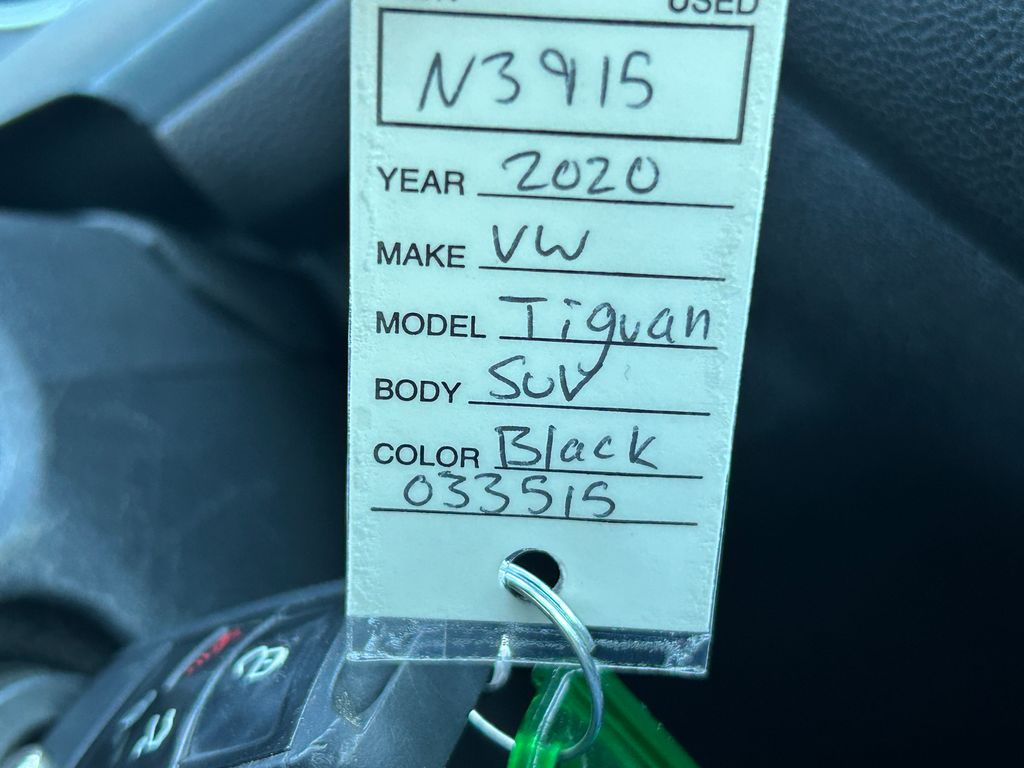 USED
N3915
YEAR 2020
MAKE VW
MODEL Tiguan
BODY SUV
COLOR Black
033515